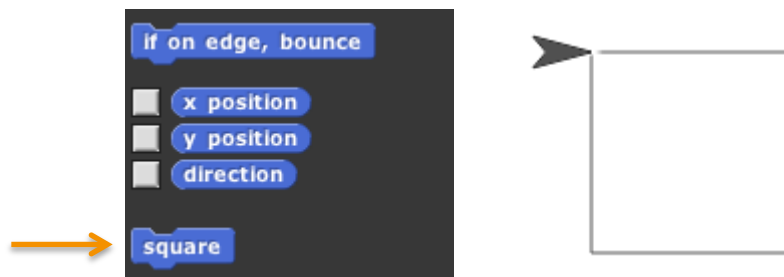 if on edge, bounce
x position
y position
direction
square